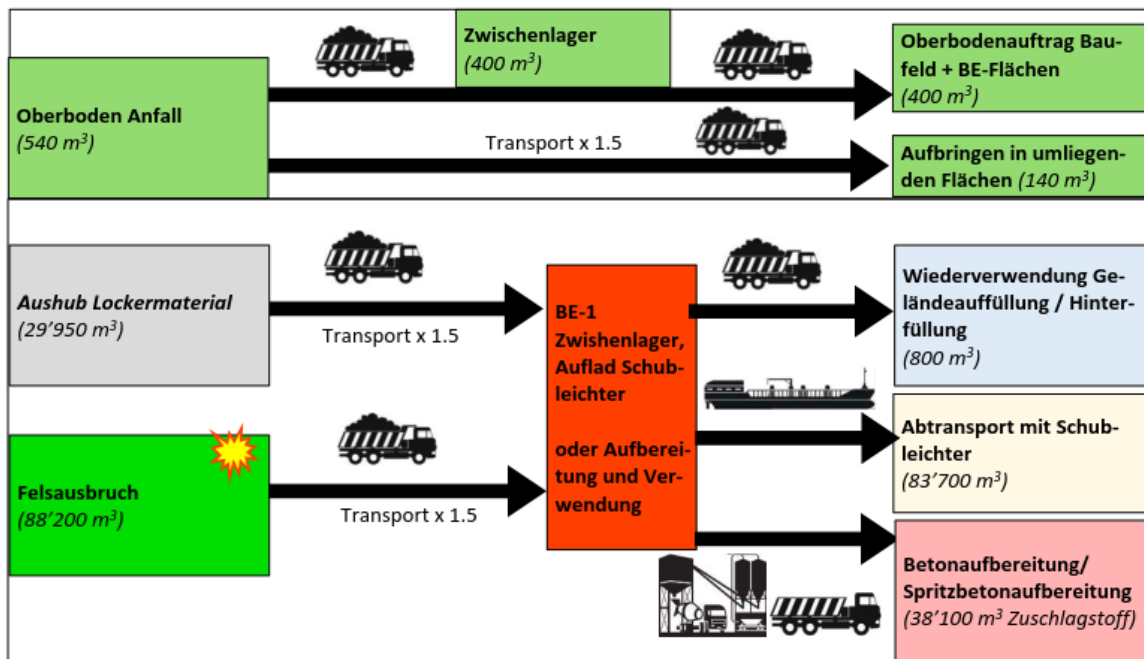 Zwischenlager
(400 m³)
Oberbodenauftrag Bau-
feld + BE-Flächen
(400 m³)
Oberboden Anfall
(540 m³)
Transport x 1.5
Aufbringen in umliegen-
den Flächen (140 m³)
Aushub Lockermaterial
(29’950 m³)
Transport x 1.5
BE-1
Zwishenlager,
Auflad Schub-
leichter
oder Aufberei-
tung und Ver-
wendung
Wiederverwendung Ge-
ländeauffüllung / Hinter-
füllung
(800 m³)
Felsausbruch
(88’200 m³)
Transport x 1.5
Abtransport mit Schub-
leichter
(83’700 m³)
Betonaufbereitung/
Spritzbetonaufbereitung
(38’100 m³ Zuschlagstoff)